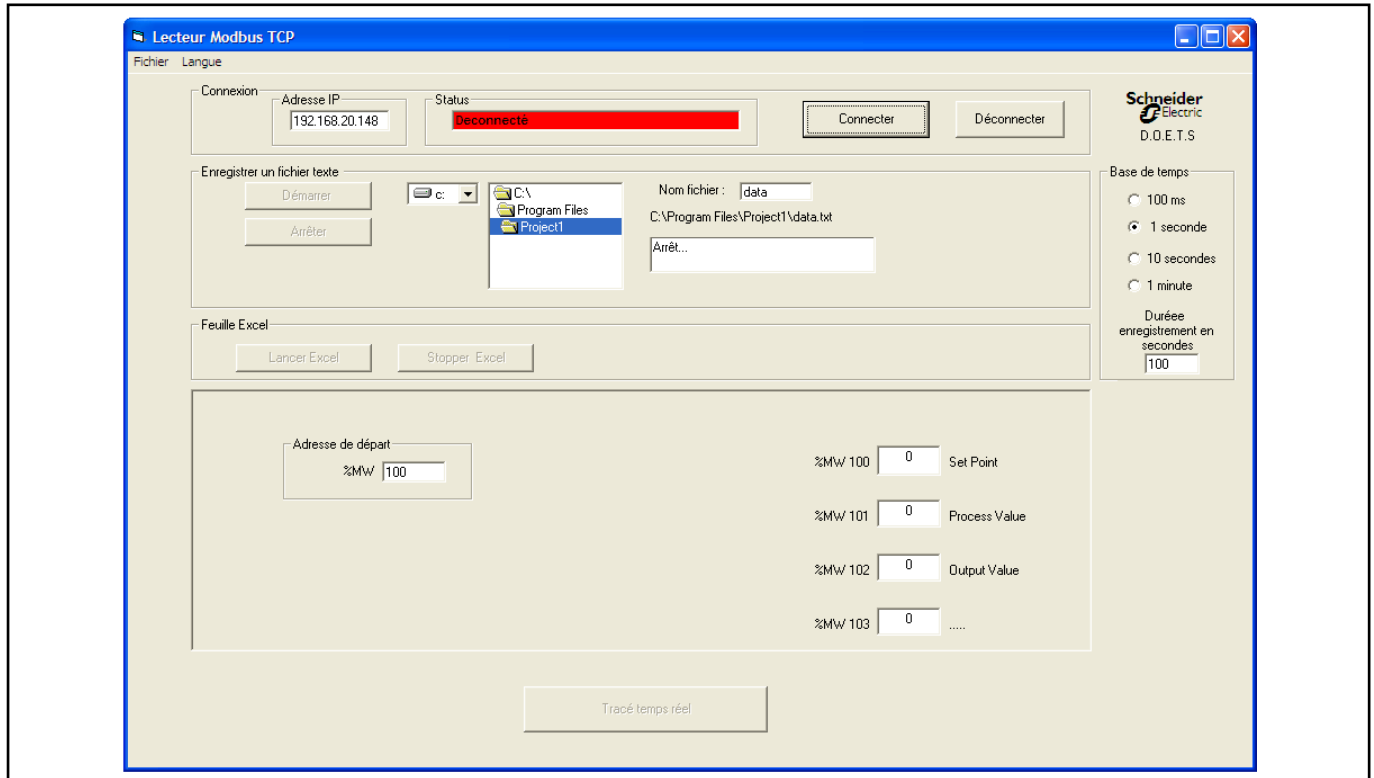 Lecteur Modbus TCP
Fichier Langue
Connexion
Adresse IP
192.168.20.148
Status
Deconnecté
Connecter
Déconnecter
Schneider
Electric
D.O.E.T.S
Enregistrer un fichier texte
Démarrer
Arrêter
c:
C:\
Program Files
Project1
Nom fichier : data
C:\Program Files\Project1\data.txt
Arrêt...
Base de temps
100 ms
1 seconde
10 secondes
1 minute
Duréee
enregistrement en
secondes
100
Feuille Excel
Lancer Excel
Stopper Excel
Adresse de départ
%MW 100
%MW 100 0 Set Point
%MW 101 0 Process Value
%MW 102 0 Output Value
%MW 103 0 .....
Tracé temps réel